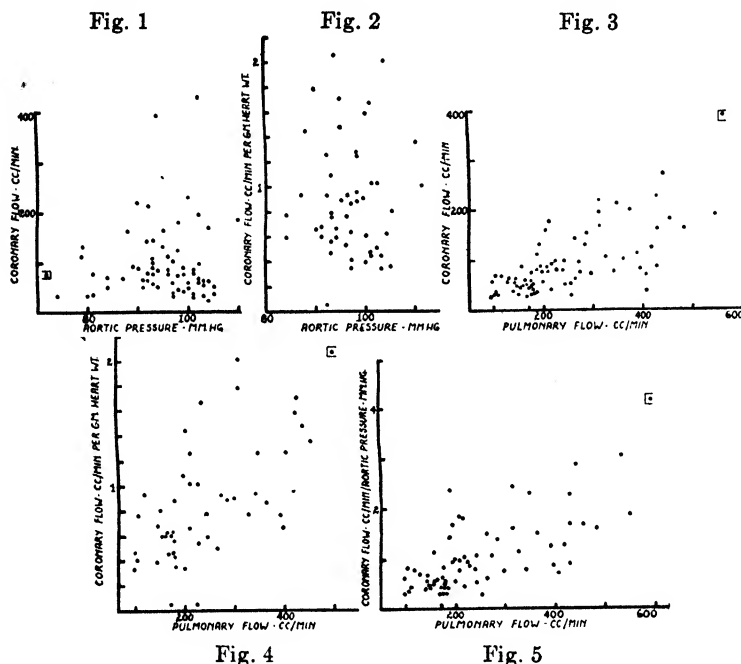 Fig. 1
Fig. 2
Fig. 3
CORONARY FLOW - CC/MIN.
400
200
80
100
AORTIC PRESSURE - MM.HG
CORONARY FLOW - CC/MIN PER GM. HEART WT.
2
1
80
100
AORTIC PRESSURE - MM.HG
CORONARY FLOW - CC/MIN
400
200
200
400
600
PULMONARY FLOW - CC/MIN
CORONARY FLOW - CC/MIN PER GM. HEART WT.
2
1
200
400
PULMONARY FLOW - CC/MIN
CORONARY FLOW - CC/MIN/AORTIC PRESSURE - MM.HG.
4
2
200
400
600
PULMONARY FLOW - CC/MIN
Fig. 4
Fig. 5